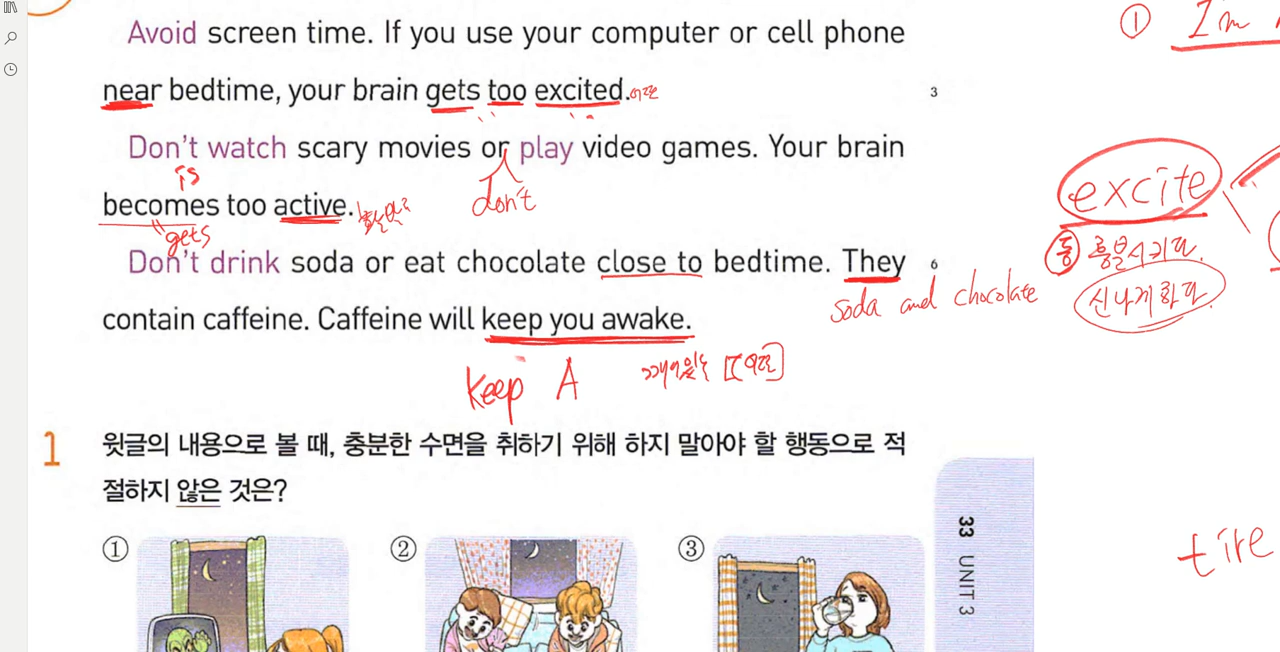 ① I'm
Avoid screen time. If you use your computer or cell phone
near bedtime, your brain gets too excited.
3
Don't watch scary movies or play video games. Your brain
is
don't
excite
becomes too active.
gets
동 흥분시키다.
신나게하다.
Don't drink soda or eat chocolate close to bedtime. They
6
soda and chocolate
contain caffeine. Caffeine will keep you awake.
keep A
깨어있는
1 윗글의 내용으로 볼 때, 충분한 수면을 취하기 위해 하지 말아야 할 행동으로 적
절하지 않은 것은?
① ② ③
33 UNIT 3
tire